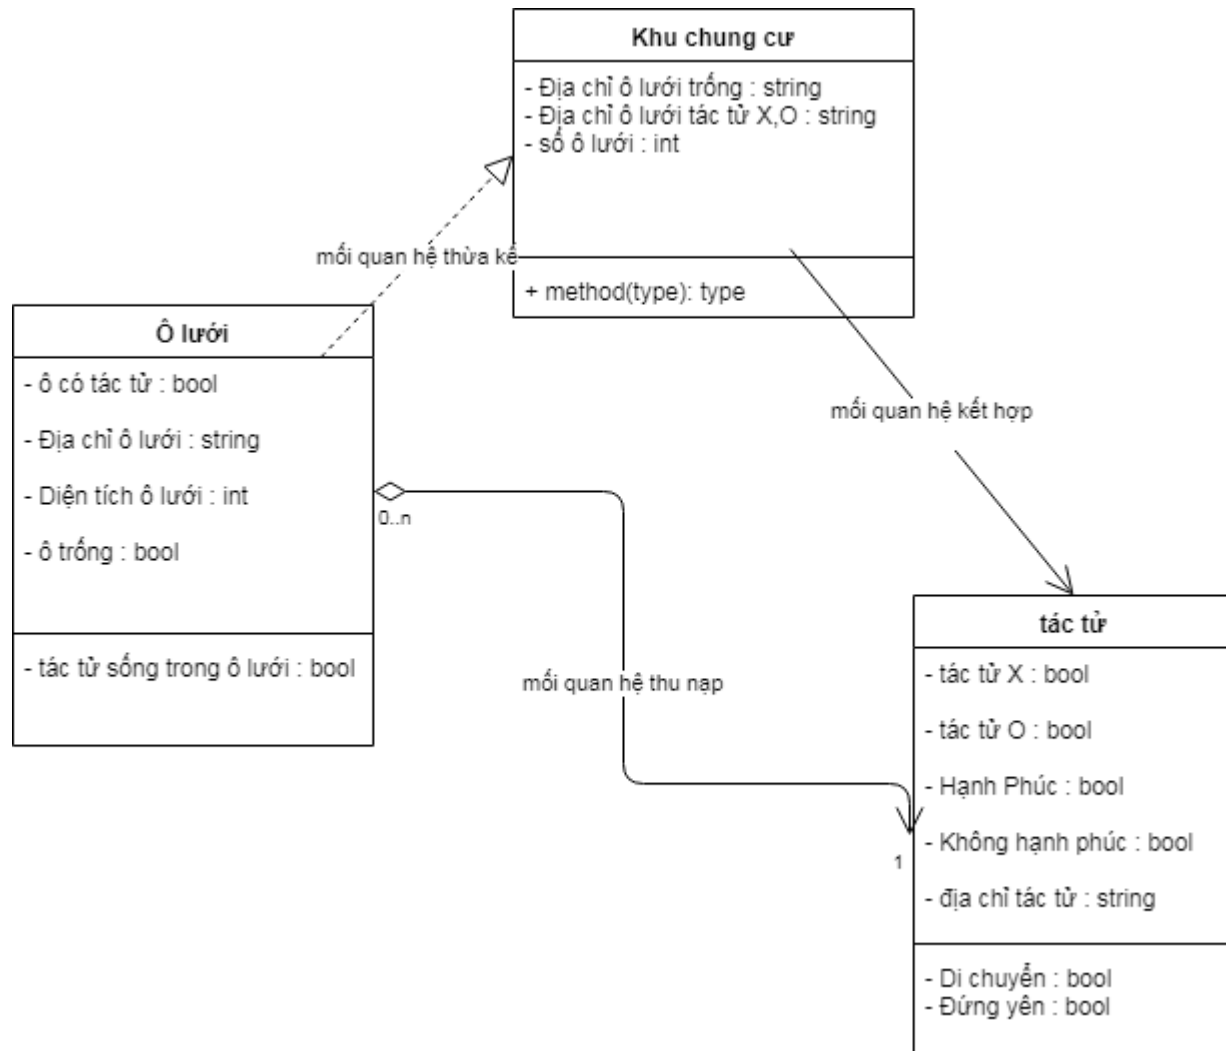 Khu chung cư
- Địa chỉ ô lưới trống : string
- Địa chỉ ô lưới tác tử X,O : string
- số ô lưới : int
+ method(type): type
mối quan hệ thừa kế
Ô lưới
- ô có tác tử : bool
- Địa chỉ ô lưới : string
- Diện tích ô lưới : int
- ô trống : bool
- tác tử sống trong ô lưới : bool
0..n
mối quan hệ kết hợp
mối quan hệ thu nạp
1
tác tử
- tác tử X : bool
- tác tử O : bool
- Hạnh Phúc : bool
- Không hạnh phúc : bool
- địa chỉ tác tử : string
- Di chuyển : bool
- Đứng yên : bool